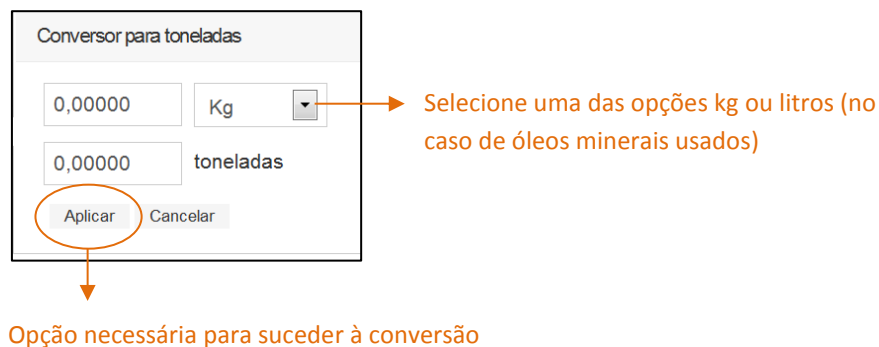 Conversor para toneladas
0,00000 Kg
Selecione uma das opções kg ou litros (no
caso de óleos minerais usados)
0,00000 toneladas
Aplicar Cancelar
Opção necessária para suceder à conversão